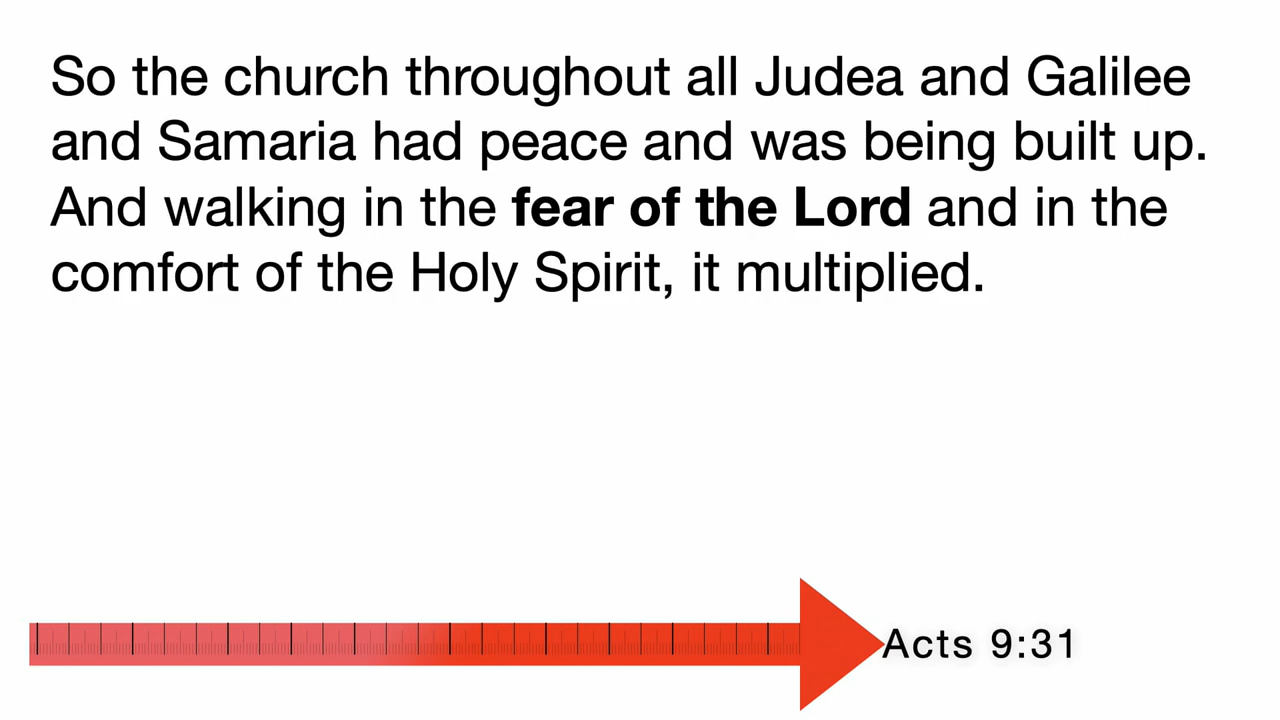 So the church throughout all Judea and Galilee
and Samaria had peace and was being built up.
And walking in the fear of the Lord and in the
comfort of the Holy Spirit, it multiplied.
Acts 9:31